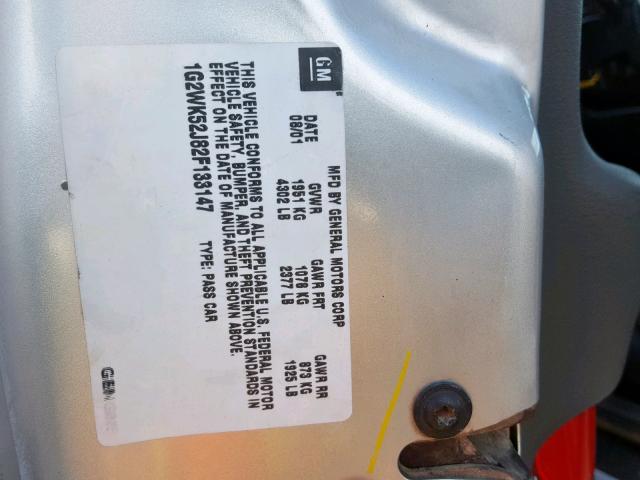 GM
MFD BY GENERAL MOTORS CORP
DATE GVWR GAWR FRT GAWR RR
08/01 1951 KG 1078 KG 873 KG
4302 LB 2377 LB 1925 LB
THIS VEHICLE CONFORMS TO ALL APPLICABLE U.S. FEDERAL MOTOR
VEHICLE SAFETY, BUMPER, AND THEFT PREVENTION STANDARDS IN
EFFECT ON THE DATE OF MANUFACTURE SHOWN ABOVE.
1G2WK52J82F133147 TYPE: PASS CAR